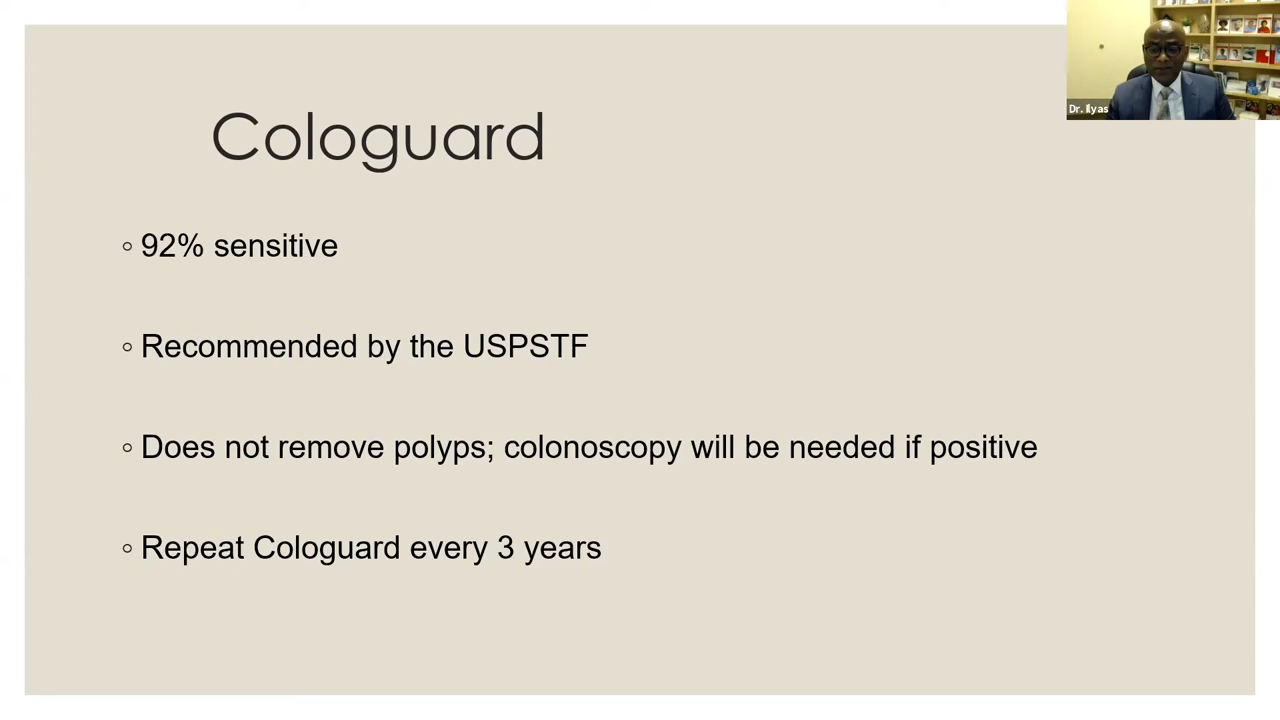 Cologuard
Dr. Ilyas
◦ 92% sensitive
◦ Recommended by the USPSTF
◦ Does not remove polyps; colonoscopy will be needed if positive
◦ Repeat Cologuard every 3 years